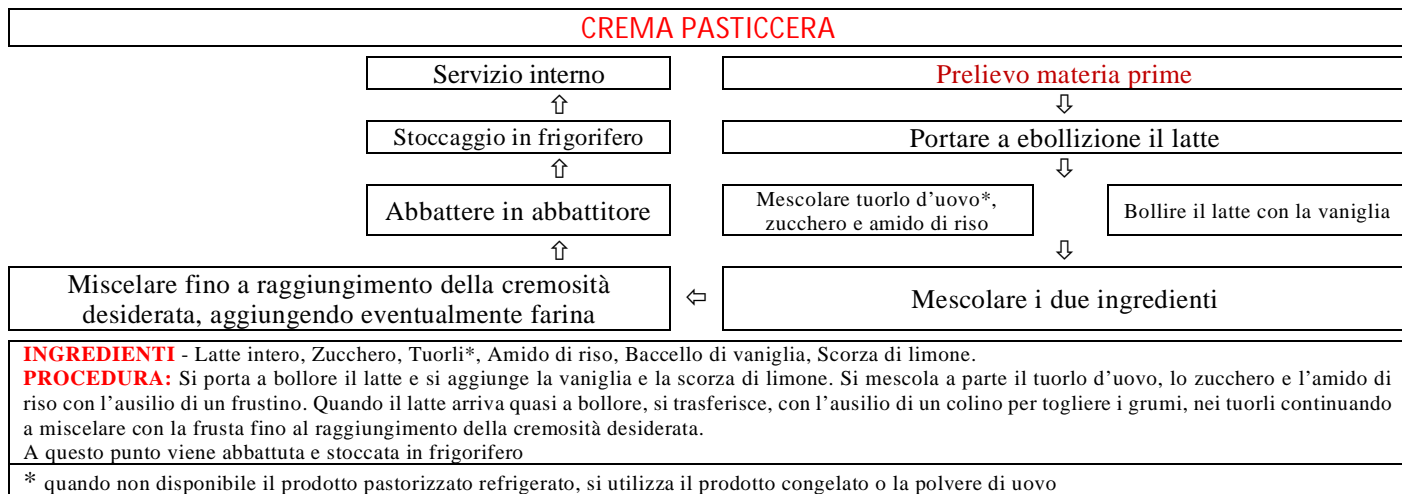 CREMA PASTICCERA
Servizio interno
Prelievo materia prime
⇧
⇩
Stoccaggio in frigorifero
Portare a ebollizione il latte
⇧
⇩
Abbattere in abbattitore
Mescolare tuorlo d’uovo*,
zucchero e amido di riso
Bollire il latte con la vaniglia
⇧
⇩
Miscelare fino a raggiungimento della cremosità
desiderata, aggiungendo eventualmente farina
⇦
Mescolare i due ingredienti
INGREDIENTI - Latte intero, Zucchero, Tuorli*, Amido di riso, Baccello di vaniglia, Scorza di limone.
PROCEDURA: Si porta a bollore il latte e si aggiunge la vaniglia e la scorza di limone. Si mescola a parte il tuorlo d’uovo, lo zucchero e l’amido di
riso con l’ausilio di un frustino. Quando il latte arriva quasi a bollore, si trasferisce, con l’ausilio di un colino per togliere i grumi, nei tuorli continuando
a miscelare con la frusta fino al raggiungimento della cremosità desiderata.
A questo punto viene abbattuta e stoccata in frigorifero
* quando non disponibile il prodotto pastorizzato refrigerato, si utilizza il prodotto congelato o la polvere di uovo